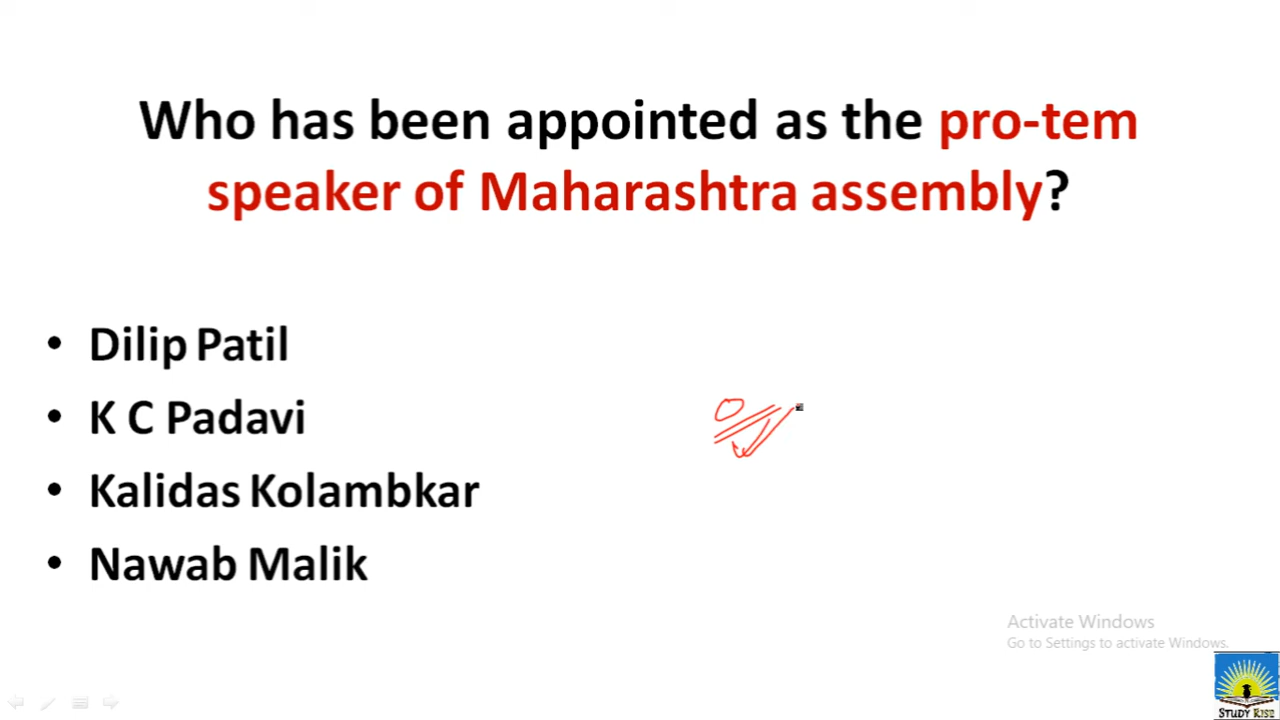 Who has been appointed as the pro-tem
speaker of Maharashtra assembly?
• Dilip Patil
• K C Padavi
• Kalidas Kolambkar
• Nawab Malik
Activate Windows
Go to Settings to activate Windows.
STUDY RISE